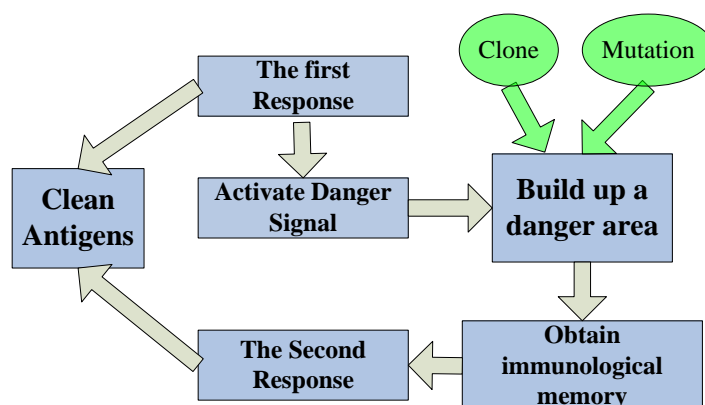 Clone
Mutation
The first
Response
Clean
Antigens
Activate Danger
Signal
Build up a
danger area
The Second
Response
Obtain
immunological
memory